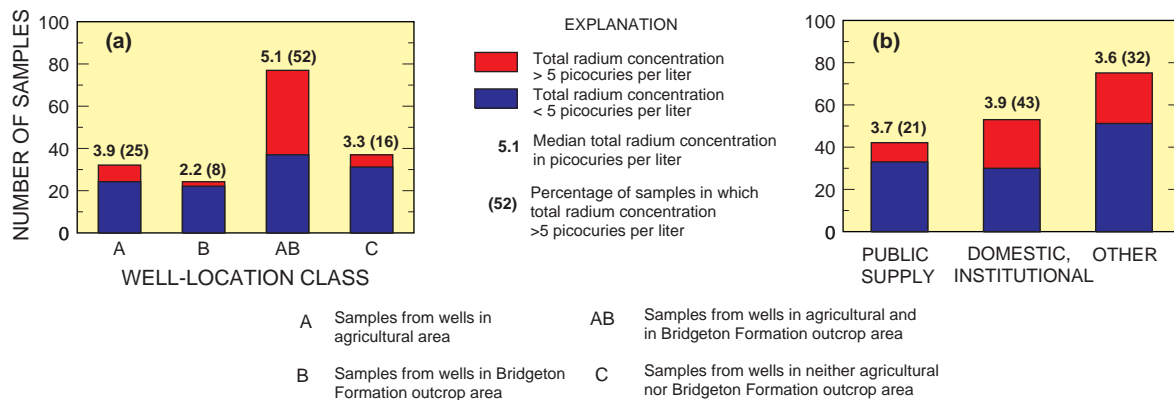 NUMBER OF SAMPLES
100
80
60
40
20
0
(a)
3.9 (25)
2.2 (8)
5.1 (52)
3.3 (16)
A
B
AB
C
WELL-LOCATION CLASS
EXPLANATION
Total radium concentration
> 5 picocuries per liter
Total radium concentration
< 5 picocuries per liter
5.1 Median total radium concentration
in picocuries per liter
(52) Percentage of samples in which
total radium concentration
>5 picocuries per liter
100
80
60
40
20
0
(b)
3.7 (21)
3.9 (43)
3.6 (32)
PUBLIC
SUPPLY
DOMESTIC,
INSTITUTIONAL
OTHER
A Samples from wells in
agricultural area
AB Samples from wells in agricultural and
in Bridgeton Formation outcrop area
B Samples from wells in Bridgeton
Formation outcrop area
C Samples from wells in neither agricultural
nor Bridgeton Formation outcrop area